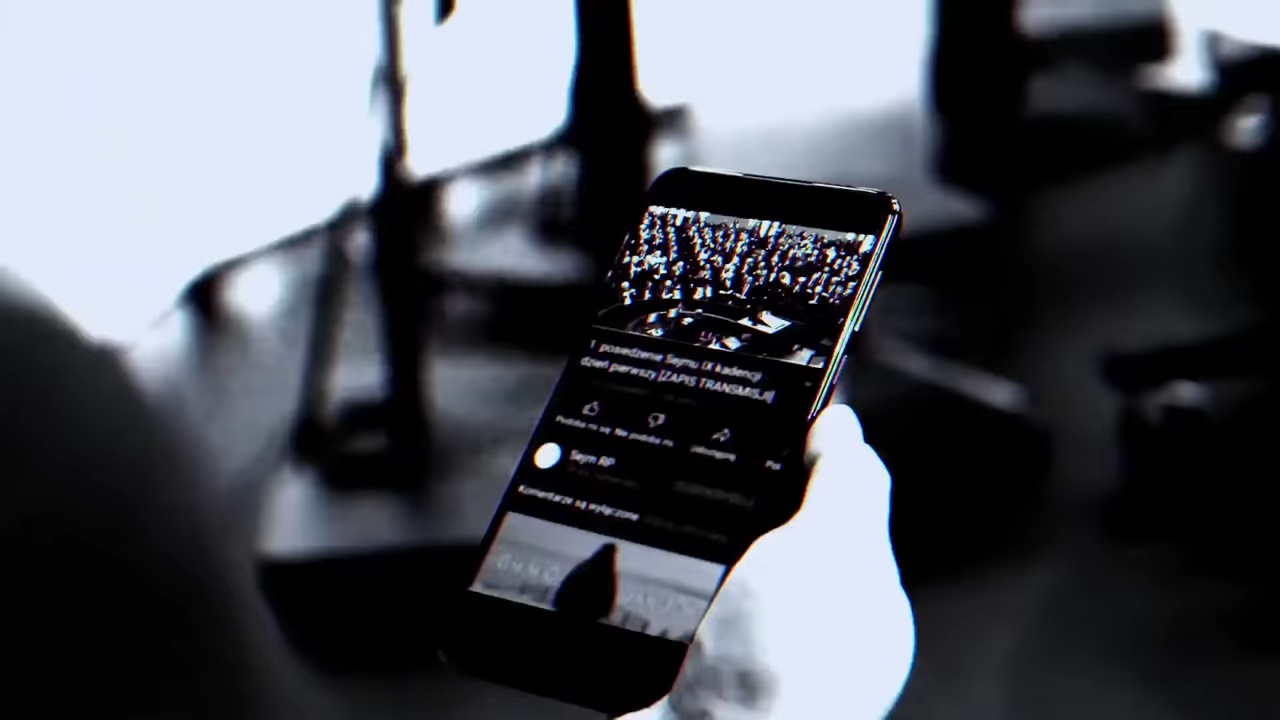 1. posiedzenie Sejmu IX kadencji
dzień pierwszy [ZAPIS TRANSMISJI]
Podoba mi się Nie podoba mi Udostępnij
Sejm RP
Komentarze są wyłączone